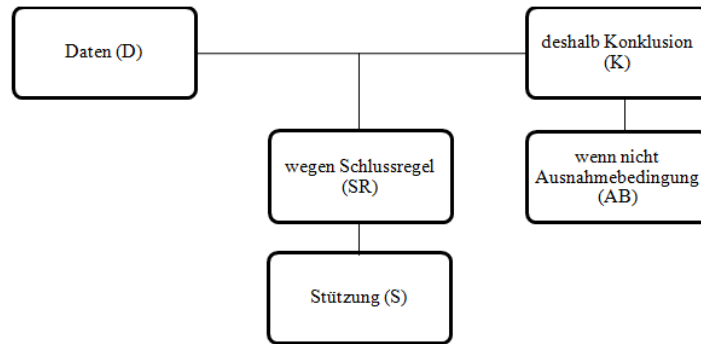 Daten (D)
deshalb Konklusion
(K)
wegen Schlussregel
(SR)
wenn nicht
Ausnahmebedingung
(AB)
Stützung (S)